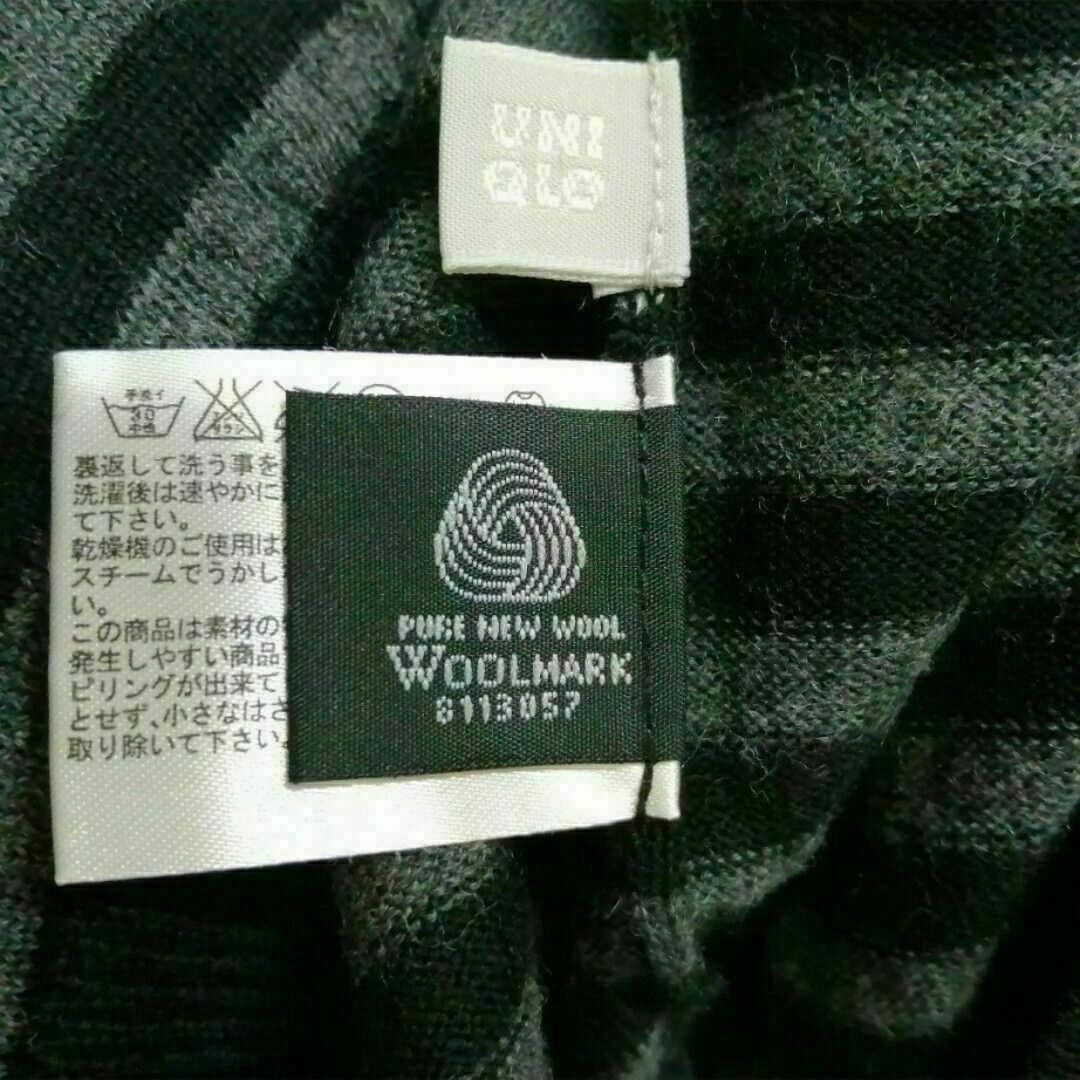 UNI
QLO
手洗イ
30
中性
裏返して洗う事を
洗濯後は速やかに
て下さい。
乾燥機のご使用は
スチームでうかし
い。
この商品は素材の
発生しやすい商品
ピリングが出来て
とせず、小さなはさ
取り除いて下さい。
PURE NEW WOOL
WOOLMARK
8113057